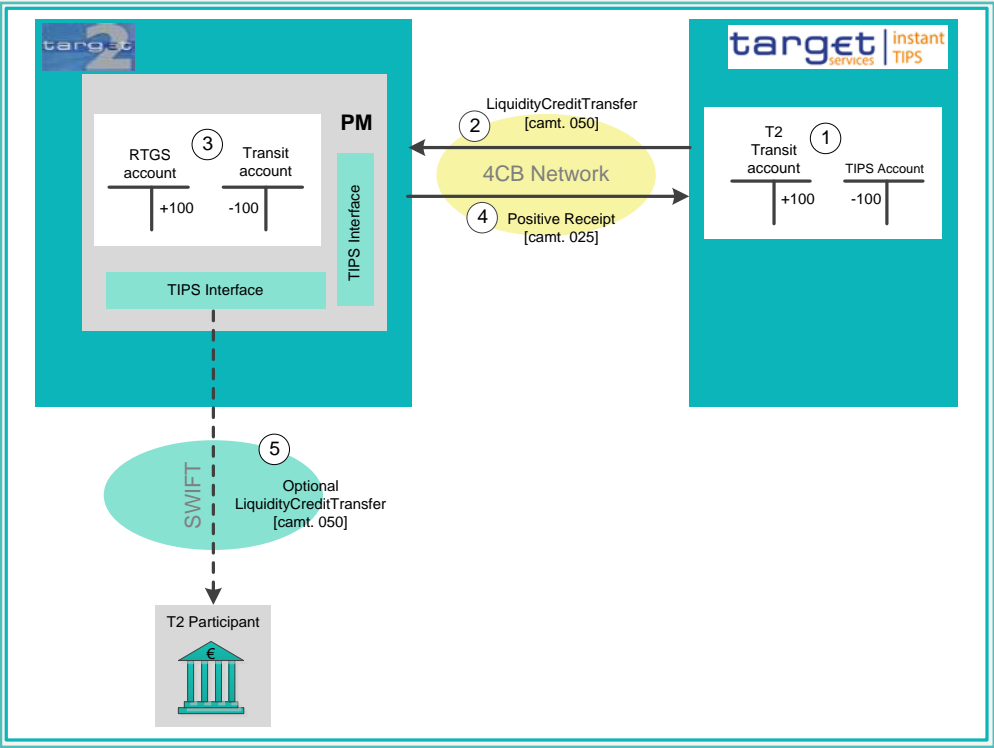 target
2
target
services
instant
TIPS
PM
3
RTGS
account
Transit
account
+100
-100
TIPS Interface
TIPS Interface
LiquidityCreditTransfer
[camt. 050]
2
4CB Network
4
Positive Receipt
[camt. 025]
T2
Transit
account
1
TIPS Account
+100
-100
5
SWIFT
Optional
LiquidityCreditTransfer
[camt. 050]
T2 Participant
€